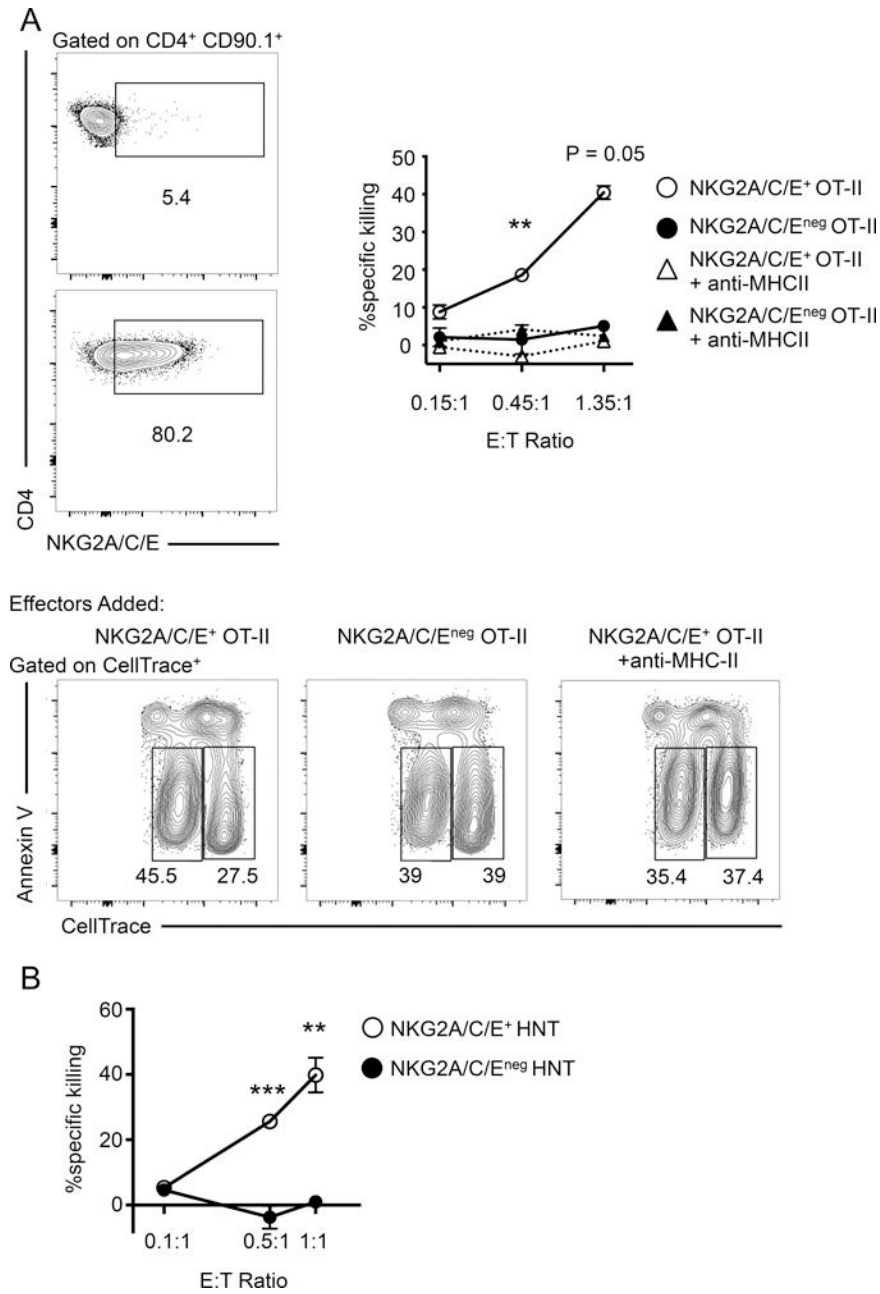 A
Gated on CD4⁺ CD90.1⁺
5.4
80.2
CD4
NKG2A/C/E
50
40
30
20
10
0
%specific killing
P = 0.05
**
0.15:1 0.45:1 1.35:1
E:T Ratio
NKG2A/C/E⁺ OT-II
NKG2A/C/Eⁿᵉᵍ OT-II
NKG2A/C/E⁺ OT-II
+ anti-MHCII
NKG2A/C/Eⁿᵉᵍ OT-II
+ anti-MHCII
Effectors Added:
NKG2A/C/E⁺ OT-II
NKG2A/C/Eⁿᵉᵍ OT-II
NKG2A/C/E⁺ OT-II
+anti-MHC-II
Gated on CellTrace⁺
Annexin V
45.5 27.5
39 39
35.4 37.4
CellTrace
B
60
40
20
0
%specific killing
**
***
0.1:1 0.5:1 1:1
E:T Ratio
NKG2A/C/E⁺ HNT
NKG2A/C/Eⁿᵉᵍ HNT